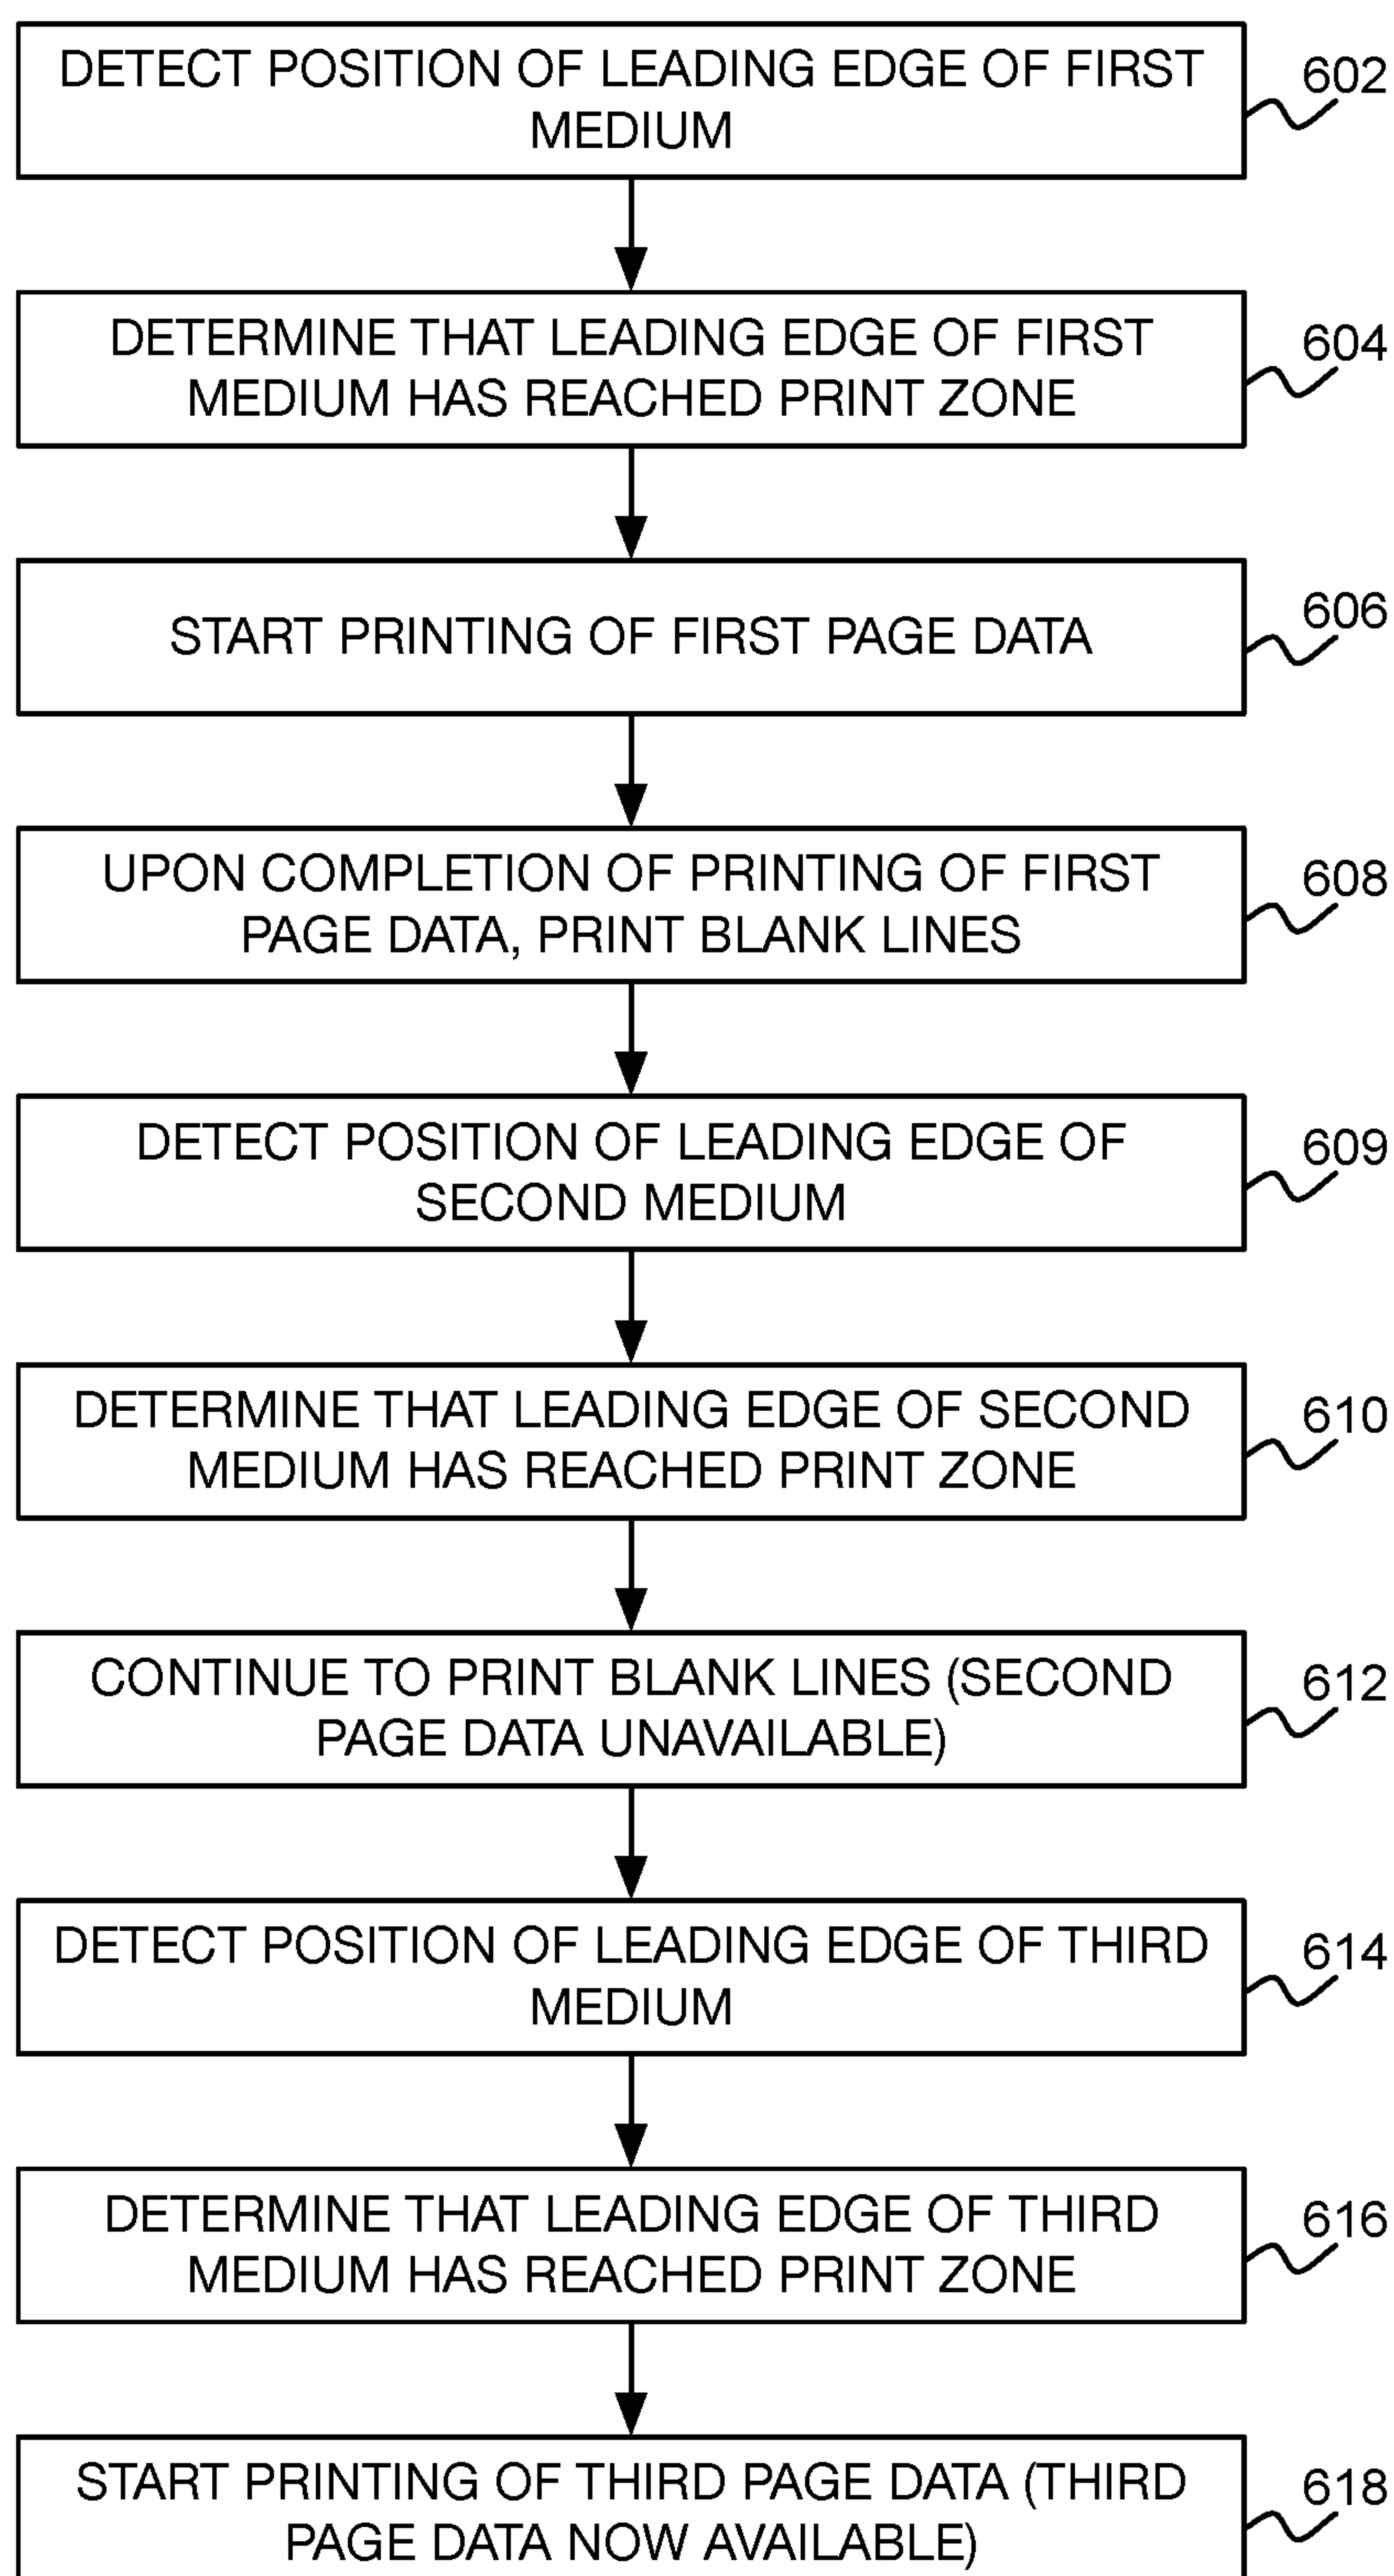 DETECT POSITION OF LEADING EDGE OF FIRST
MEDIUM
602
DETERMINE THAT LEADING EDGE OF FIRST
MEDIUM HAS REACHED PRINT ZONE
604
START PRINTING OF FIRST PAGE DATA
606
UPON COMPLETION OF PRINTING OF FIRST
PAGE DATA, PRINT BLANK LINES
608
DETECT POSITION OF LEADING EDGE OF
SECOND MEDIUM
609
DETERMINE THAT LEADING EDGE OF SECOND
MEDIUM HAS REACHED PRINT ZONE
610
CONTINUE TO PRINT BLANK LINES (SECOND
PAGE DATA UNAVAILABLE)
612
DETECT POSITION OF LEADING EDGE OF THIRD
MEDIUM
614
DETERMINE THAT LEADING EDGE OF THIRD
MEDIUM HAS REACHED PRINT ZONE
616
START PRINTING OF THIRD PAGE DATA (THIRD
PAGE DATA NOW AVAILABLE)
618